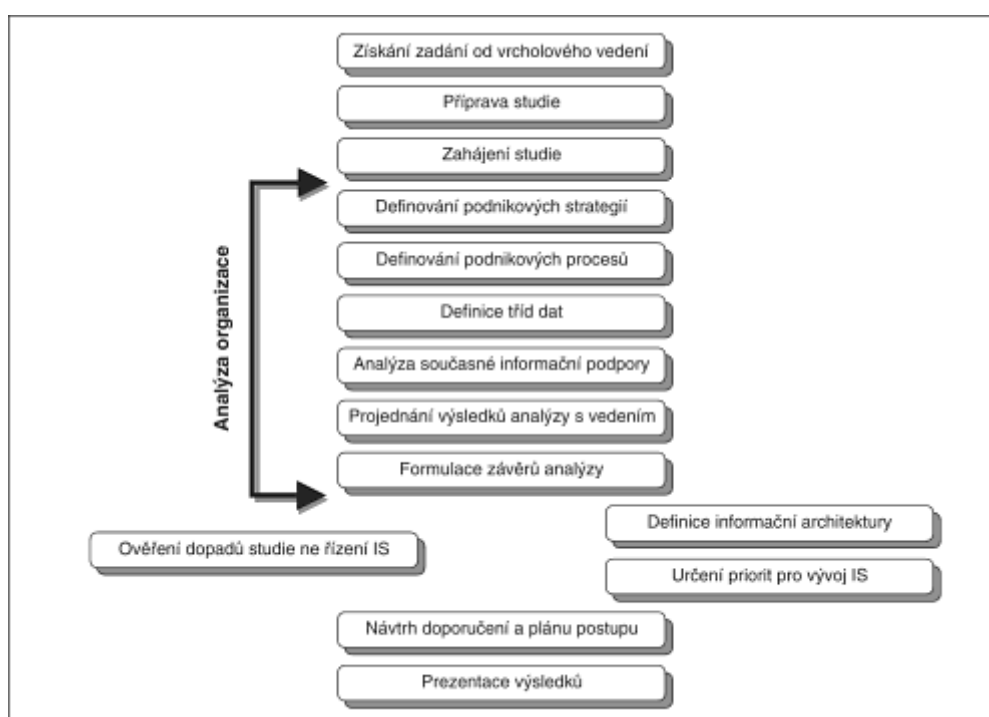 Získání zadání od vrcholového vedení
Příprava studie
Zahájení studie
Definování podnikových strategií
Definování podnikových procesů
Definice tříd dat
Analýza současné informační podpory
Projednání výsledků analýzy s vedením
Formulace závěrů analýzy
Analýza organizace
Definice informační architektury
Ověření dopadů studie ne řízení IS
Určení priorit pro vývoj IS
Návtrh doporučení a plánu postupu
Prezentace výsledků